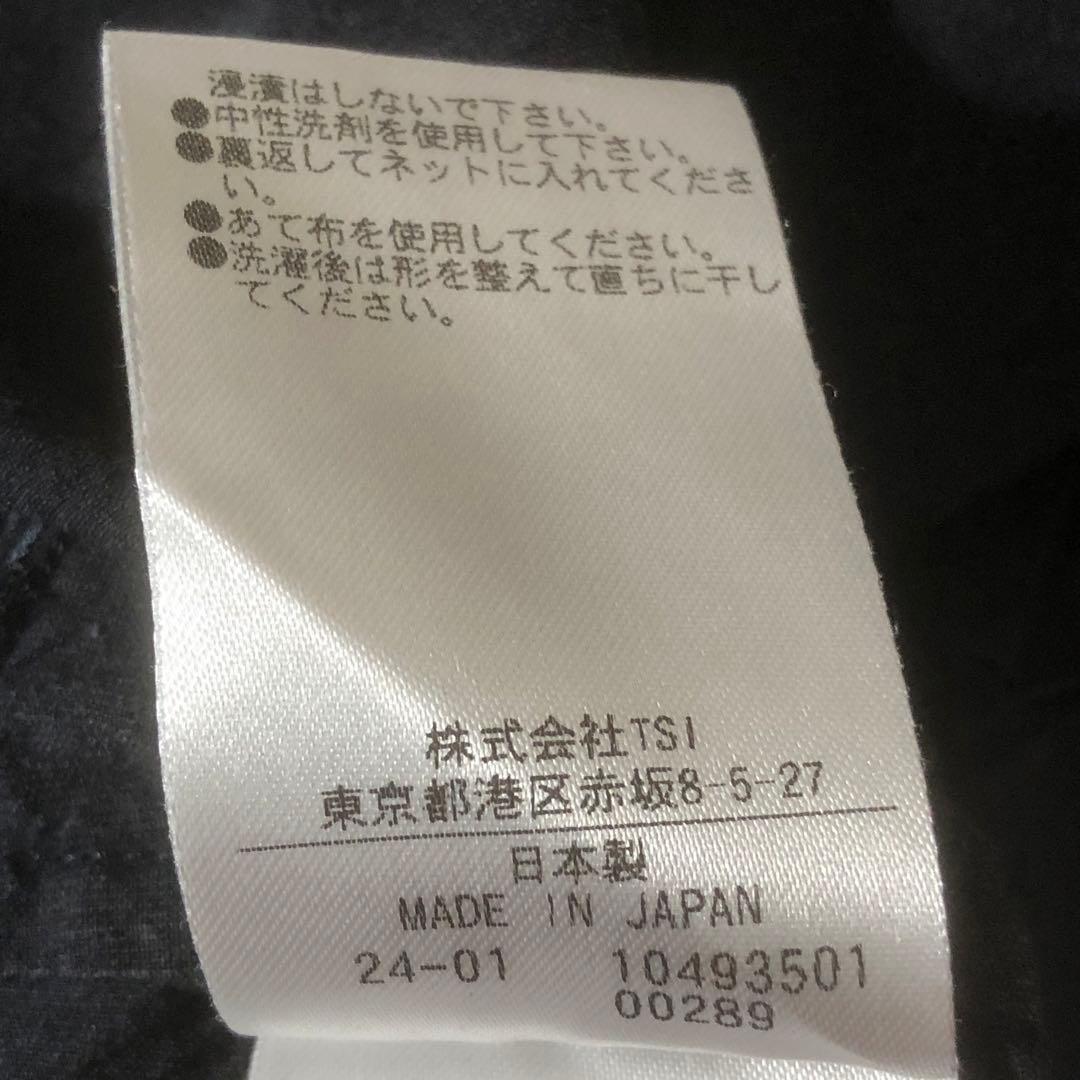 浸漬はしないで下さい。
●中性洗剤を使用して下さい。
●裏返してネットに入れてくださ
い。
●あて布を使用してください。
●洗濯後は形を整えて直ちに干し
てください。
株式会社TSI
東京都港区赤坂8-5-27
日本製
MADE IN JAPAN
24-01 10493501
00289